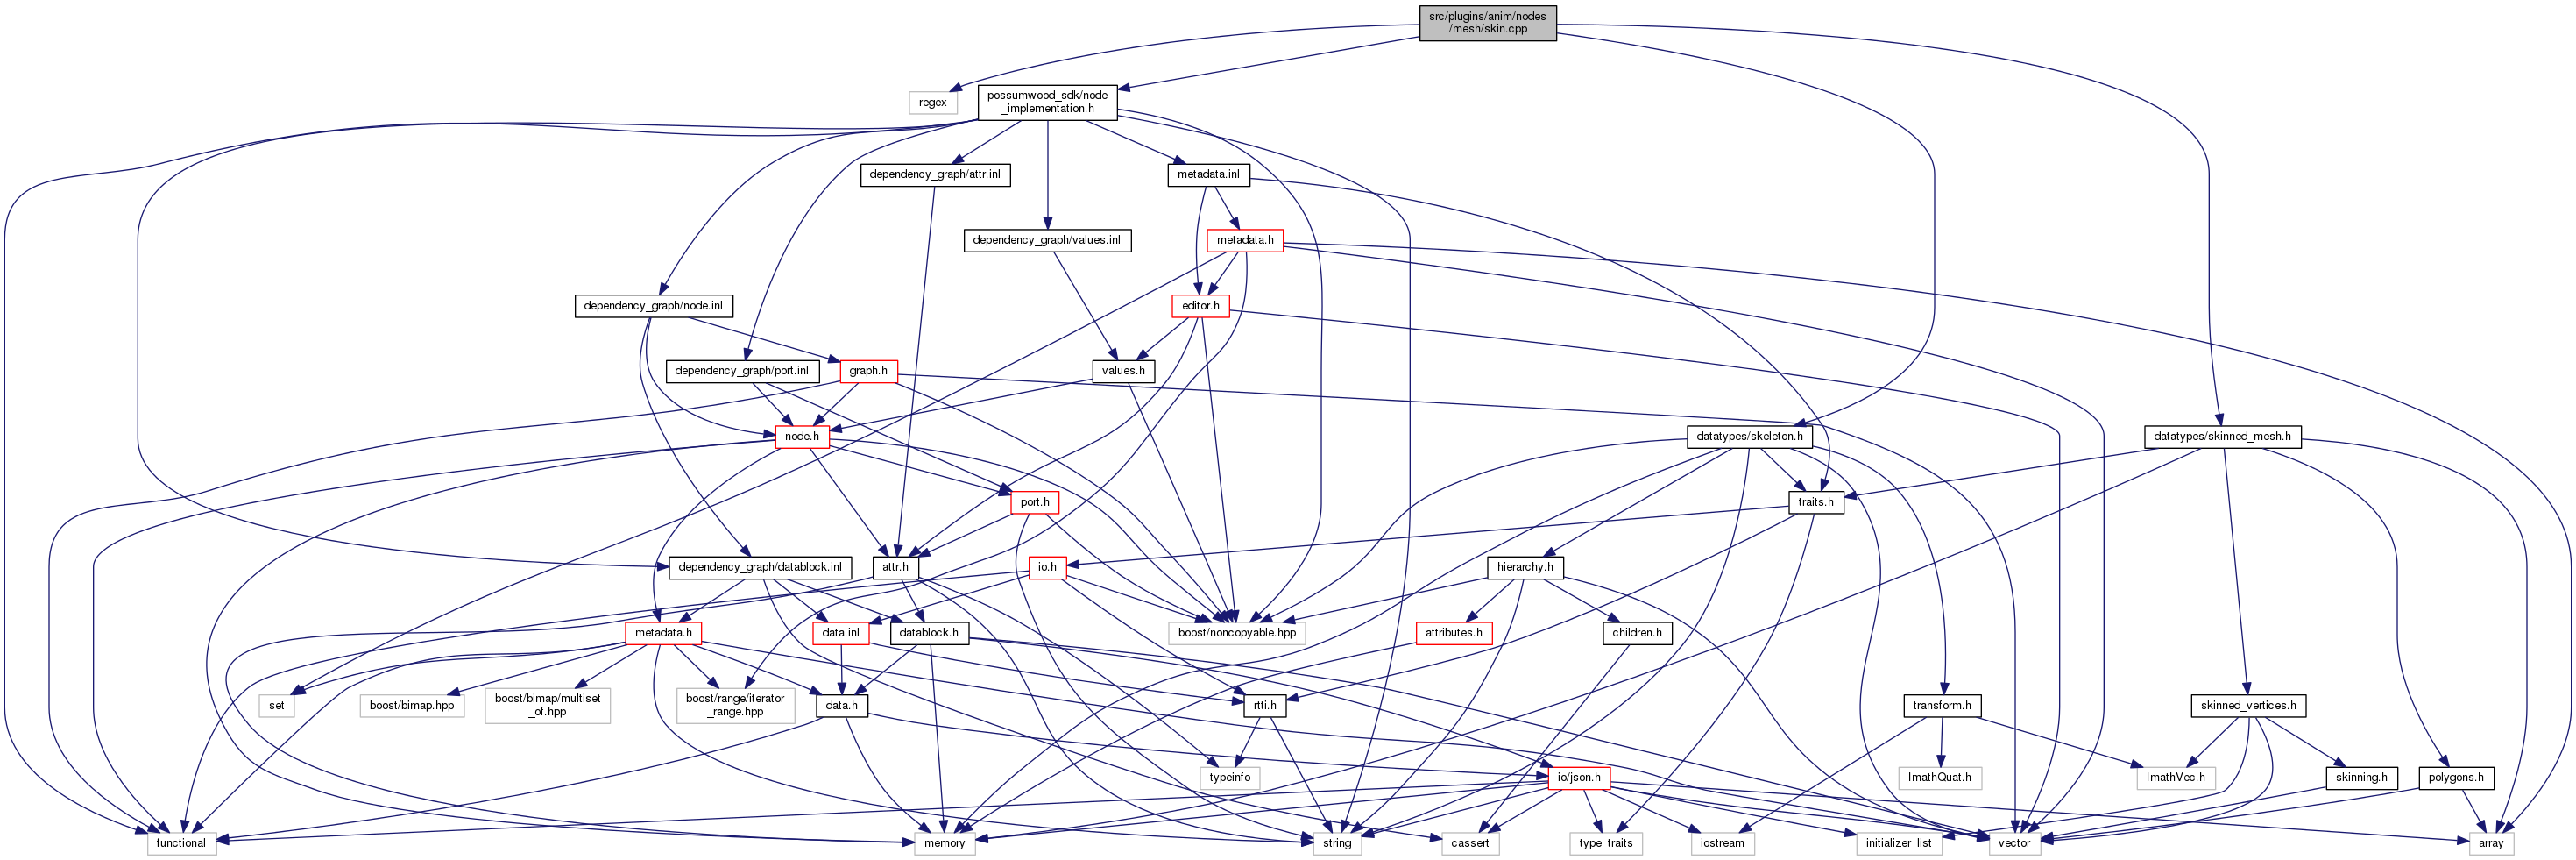 src/plugins/anim/nodes
/mesh/skin.cpp
regex
possumwood_sdk/node
_implementation.h
dependency_graph/attr.inl
metadata.inl
dependency_graph/values.inl
metadata.h
dependency_graph/node.inl
editor.h
dependency_graph/port.inl
graph.h
values.h
node.h
datatypes/skeleton.h
datatypes/skinned_mesh.h
port.h
traits.h
dependency_graph/datablock.inl
attr.h
io.h
hierarchy.h
metadata.h
data.inl
datablock.h
boost/noncopyable.hpp
attributes.h
children.h
set
boost/bimap.hpp
boost/bimap/multiset
_of.hpp
boost/range/iterator
_range.hpp
data.h
rtti.h
transform.h
skinned_vertices.h
typeinfo
io/json.h
ImathQuat.h
ImathVec.h
skinning.h
polygons.h
functional
memory
string
cassert
type_traits
iostream
initializer_list
vector
array